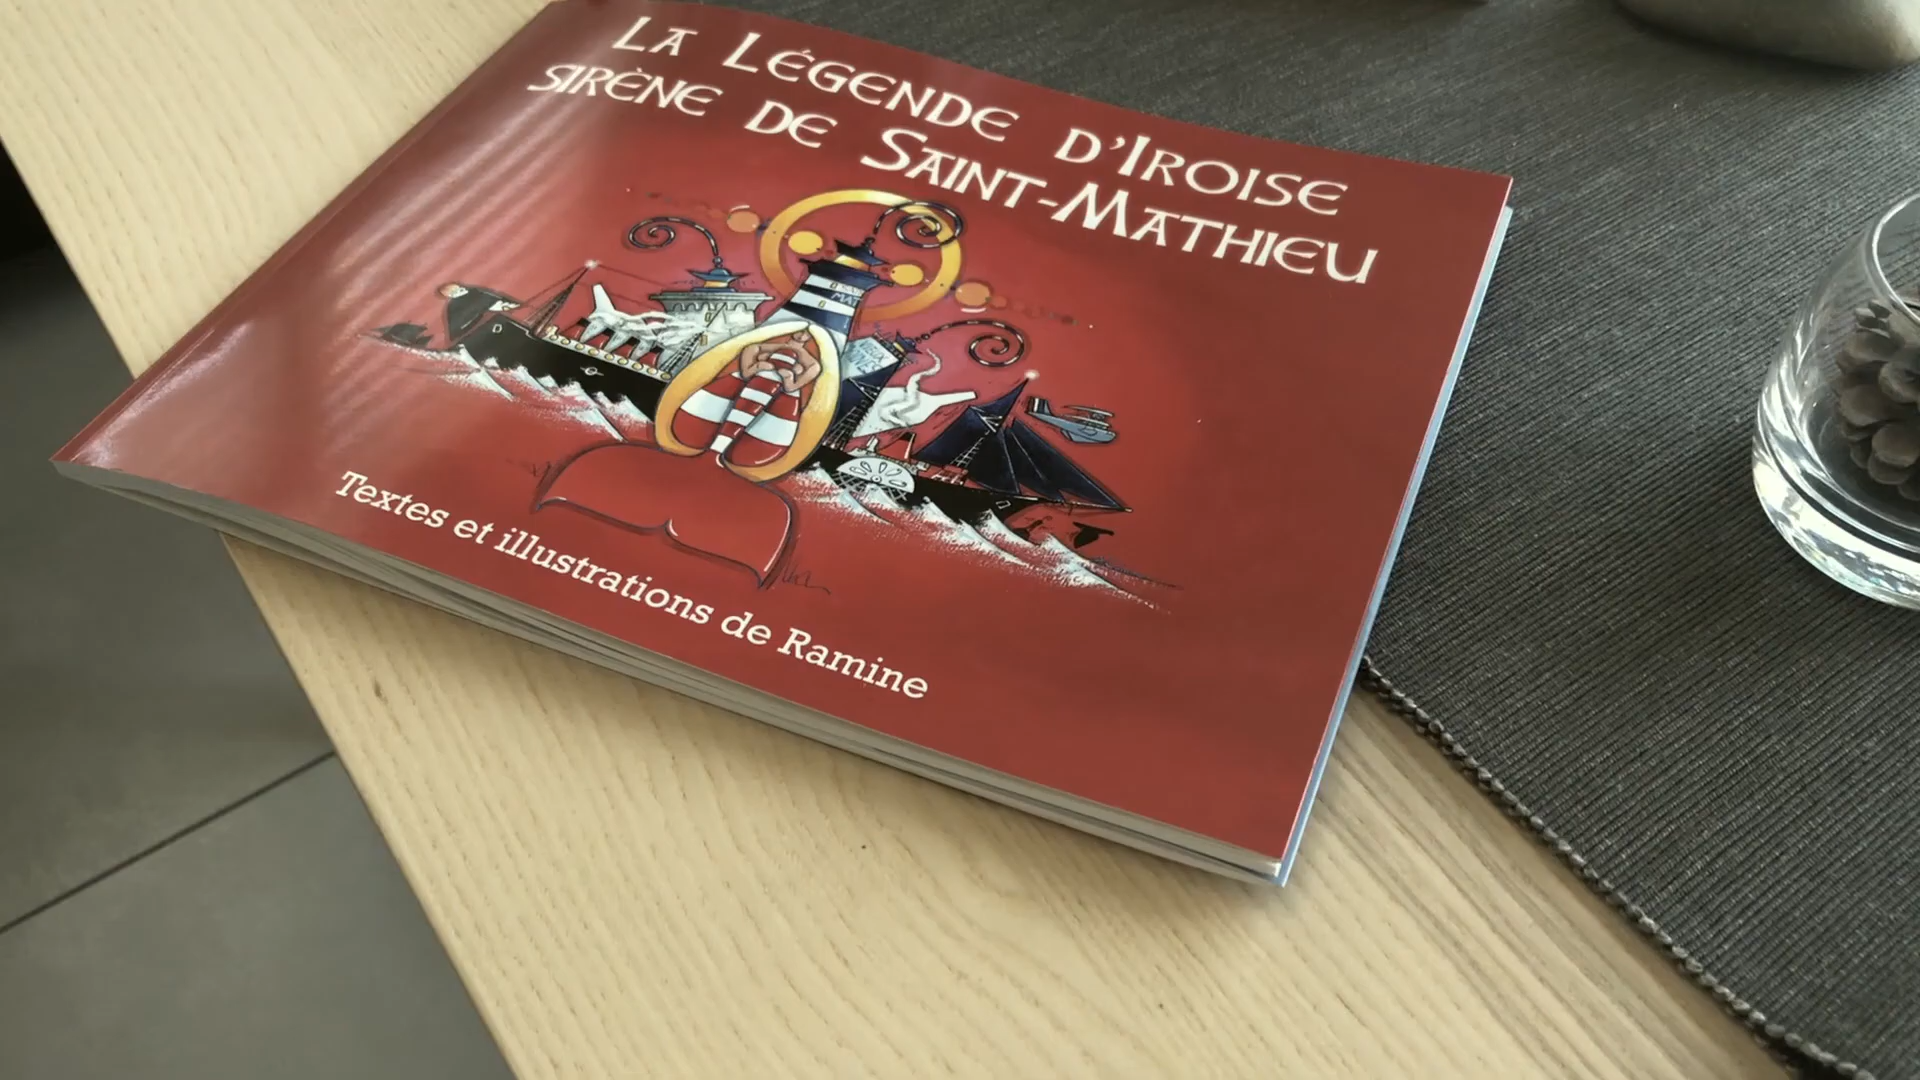 La Légende d'Iroise
sirène de Saint-Mathieu
Textes et illustrations de Ramine